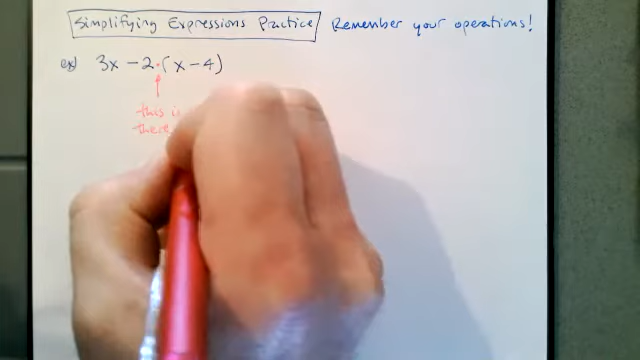 Simplifying Expressions Practice Remember your operations!
ex) 3x - 2 · (x - 4)
this is
there